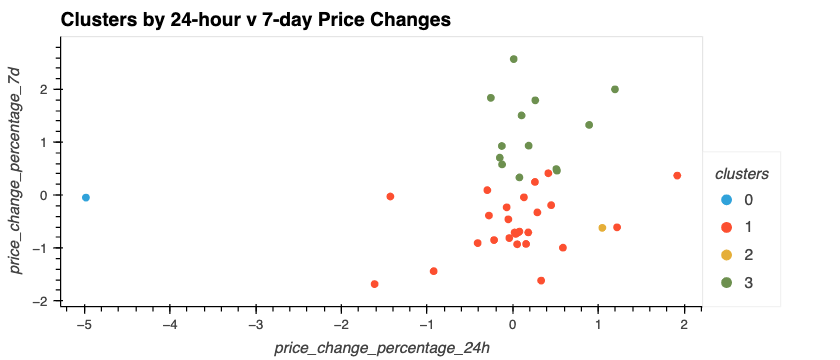 Clusters by 24-hour v 7-day Price Changes
price_change_percentage_7d
2
1
0
−1
−2
−5 −4 −3 −2 −1 0 1 2
price_change_percentage_24h
clusters
0
1
2
3